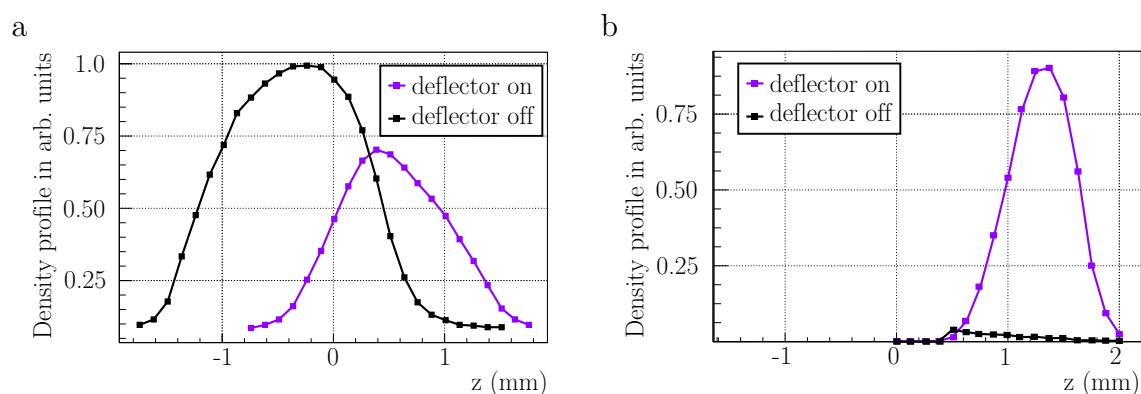 a
Density profile in arb. units
1.0
0.75
0.50
0.25
deflector on
deflector off
-1
0
1
z (mm)
b
Density profile in arb. units
0.75
0.50
0.25
deflector on
deflector off
-1
0
1
2
z (mm)